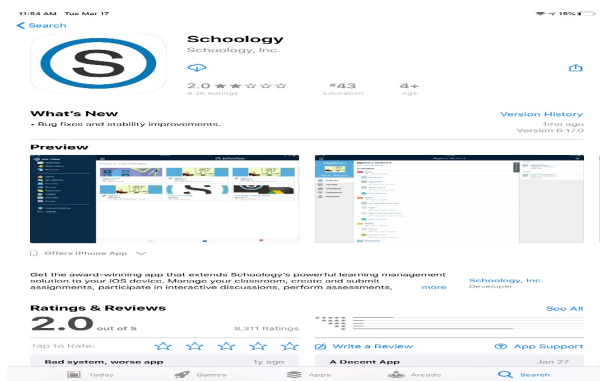 11:54 AM Tue Mar 17
15%
Search
Schoology
Schoology, Inc.
2.0
#43
4+
8.3K Ratings
Education
Age
What's New
Version History
• Bug fixes and stability improvements.
1mo ago
Version 6.17.0
Preview
Offers iPhone App
Get the award-winning app that extends Schoology's powerful learning management
solution to your iOS device. Manage your classroom, create and submit
assignments, participate in interactive discussions, perform assessments,
more
Schoology, Inc.
Developer
Ratings & Reviews
See All
2.0 out of 5
8,311 Ratings
Tap to Rate:
Write a Review
App Support
Bad system, worse app
1y ago
A Decent App
Jan 27
Today
Games
Apps
Arcade
Search